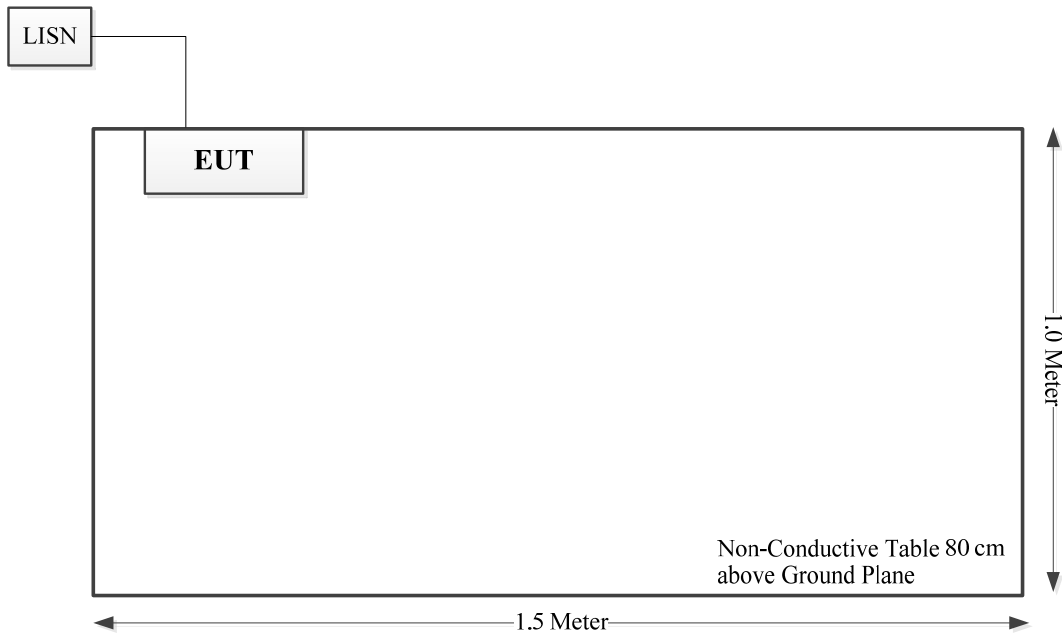 LISN
EUT
1.0 Meter
Non-Conductive Table 80 cm
above Ground Plane
1.5 Meter